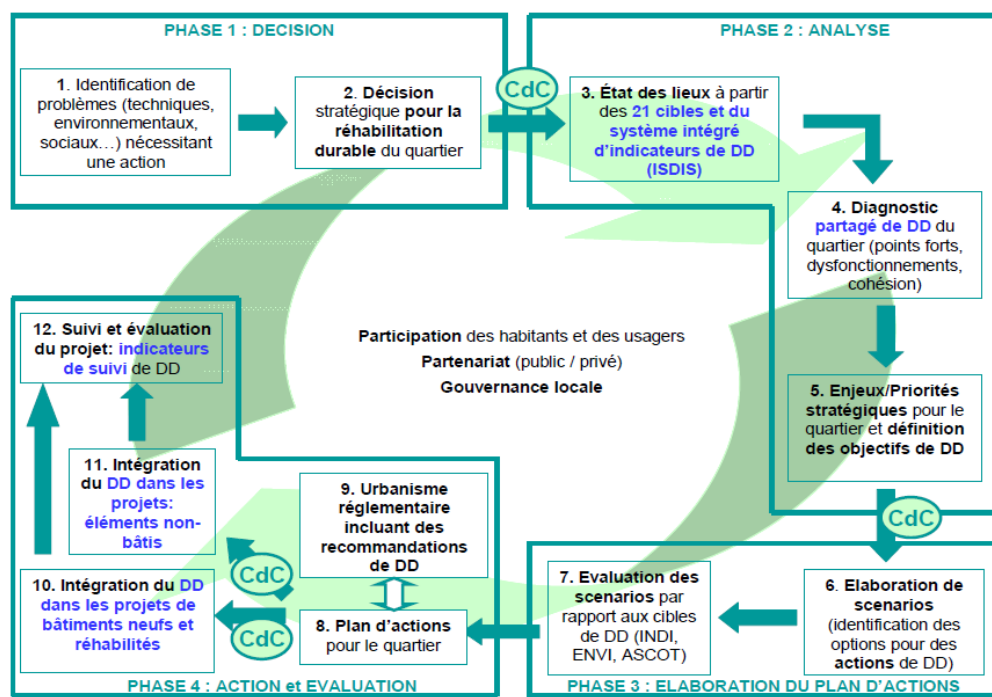 PHASE 1 : DECISION
1. Identification de
problèmes (techniques,
environnementaux,
sociaux…) nécessitant
une action
2. Décision
stratégique pour la
réhabilitation
durable du quartier
CdC
PHASE 2 : ANALYSE
3. État des lieux à partir
des 21 cibles et du
système intégré
d’indicateurs de DD
(ISDIS)
4. Diagnostic
partagé de DD du
quartier (points forts,
dysfonctionnements,
cohésion)
5. Enjeux/Priorités
stratégiques pour le
quartier et définition
des objectifs de DD
CdC
Participation des habitants et des usagers
Partenariat (public / privé)
Gouvernance locale
6. Elaboration de
scenarios
(identification des
options pour des
actions de DD)
7. Evaluation des
scenarios par
rapport aux cibles
de DD (INDI,
ENVI, ASCOT)
PHASE 3 : ELABORATION DU PLAN D’ACTIONS
8. Plan d’actions
pour le quartier
9. Urbanisme
réglementaire
incluant des
recommandations
de DD
CdC
CdC
10. Intégration du DD
dans les projets de
bâtiments neufs et
réhabilités
11. Intégration
du DD dans les
projets:
éléments non-
bâtis
12. Suivi et évaluation
du projet: indicateurs
de suivi de DD
PHASE 4 : ACTION et EVALUATION